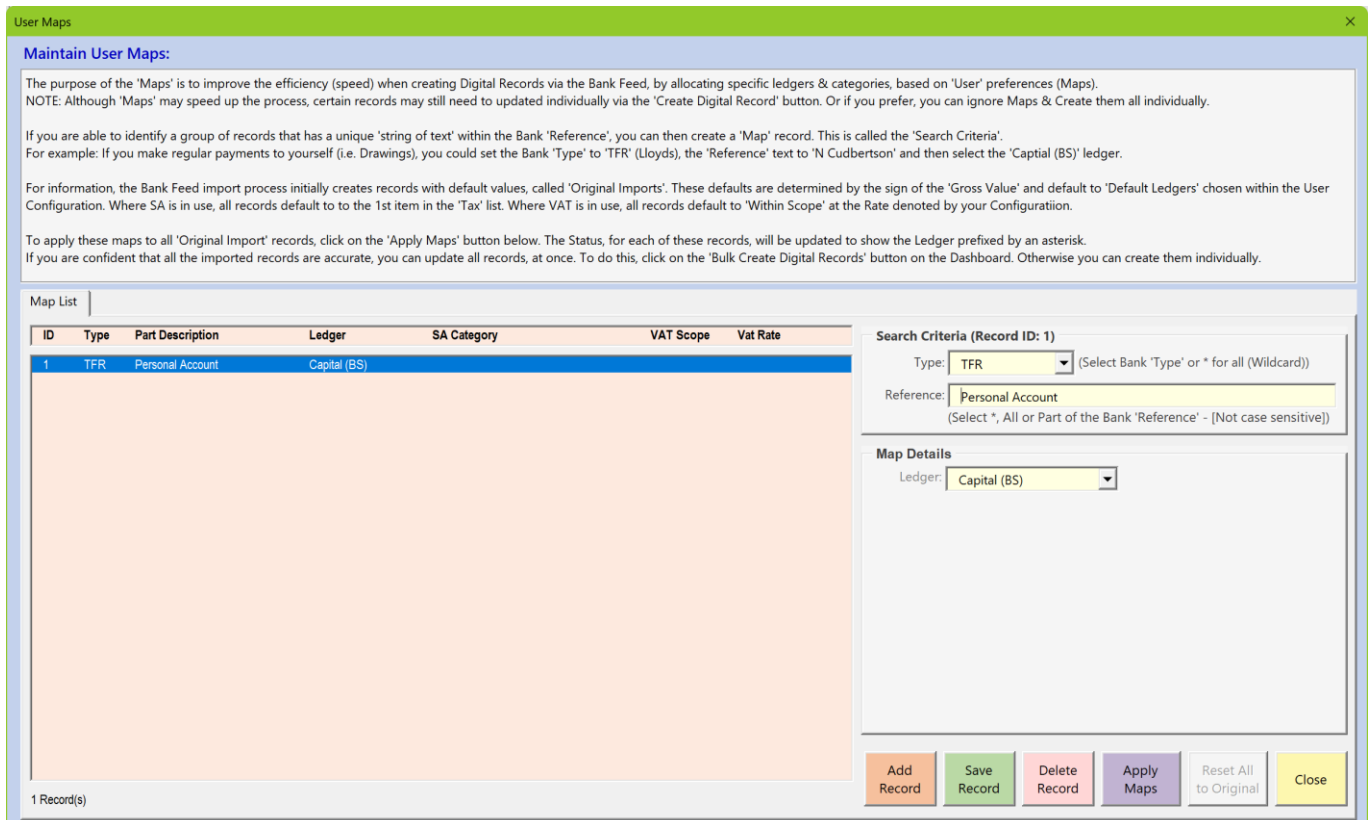 User Maps
Maintain User Maps:
The purpose of the 'Maps' is to improve the efficiency (speed) when creating Digital Records via the Bank Feed, by allocating specific ledgers & categories, based on 'User' preferences (Maps).
NOTE: Although 'Maps' may speed up the process, certain records may still need to updated individually via the 'Create Digital Record' button. Or if you prefer, you can ignore Maps & Create them all individually.
If you are able to identify a group of records that has a unique 'string of text' within the Bank 'Reference', you can then create a 'Map' record. This is called the 'Search Criteria'.
For example: If you make regular payments to yourself (i.e. Drawings), you could set the Bank 'Type' to 'TFR' (Lloyds), the 'Reference' text to 'N Cudbertson' and then select the 'Captial (BS)' ledger.
For information, the Bank Feed import process initially creates records with default values, called 'Original Imports'. These defaults are determined by the sign of the 'Gross Value' and default to 'Default Ledgers' chosen within the User
Configuration. Where SA is in use, all records default to to the 1st item in the 'Tax' list. Where VAT is in use, all records default to 'Within Scope' at the Rate denoted by your Configuratiion.
To apply these maps to all 'Original Import' records, click on the 'Apply Maps' button below. The Status, for each of these records, will be updated to show the Ledger prefixed by an asterisk.
If you are confident that all the imported records are accurate, you can update all records, at once. To do this, click on the 'Bulk Create Digital Records' button on the Dashboard. Otherwise you can create them individually.
Map List
ID Type Part Description Ledger SA Category VAT Scope Vat Rate
1 TFR Personal Account Capital (BS)
1 Record(s)
Search Criteria (Record ID: 1)
Type: TFR (Select Bank 'Type' or * for all (Wildcard))
Reference: Personal Account
(Select *, All or Part of the Bank 'Reference' - [Not case sensitive])
Map Details
Ledger: Capital (BS)
Add Record
Save Record
Delete Record
Apply Maps
Reset All to Original
Close